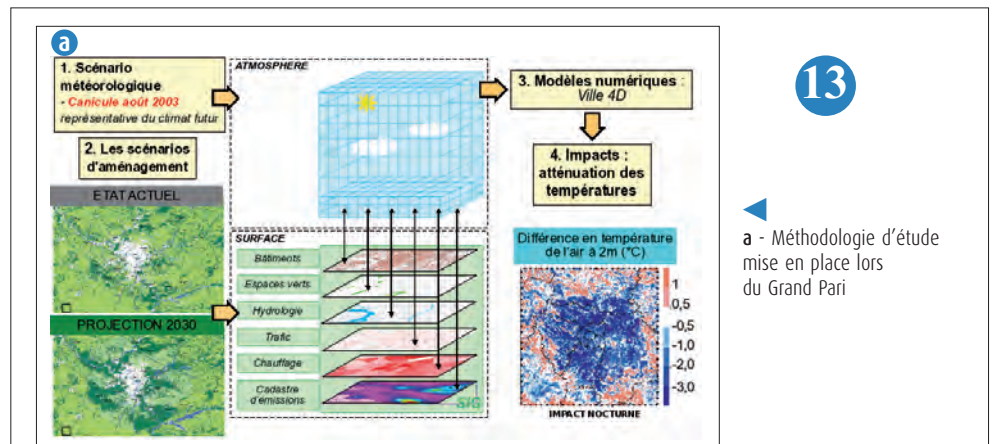 a
1. Scénario
météorologique
- Canicule août 2003
représentative du climat futur
2. Les scénarios
d'aménagement
ETAT ACTUEL
PROJECTION 2030
ATMOSPHERE
SURFACE
Bâtiments
Espaces verts
Hydrologie
Trafic
Chauffage
Cadastre
d'émissions
SIG
3. Modèles numériques :
Ville 4D
4. Impacts :
atténuation des
températures
Différence en température
de l'air à 2m (°C)
1
0,5
-0,5
-1,0
-2,0
-3,0
IMPACT NOCTURNE
13
a - Méthodologie d'étude
mise en place lors
du Grand Pari